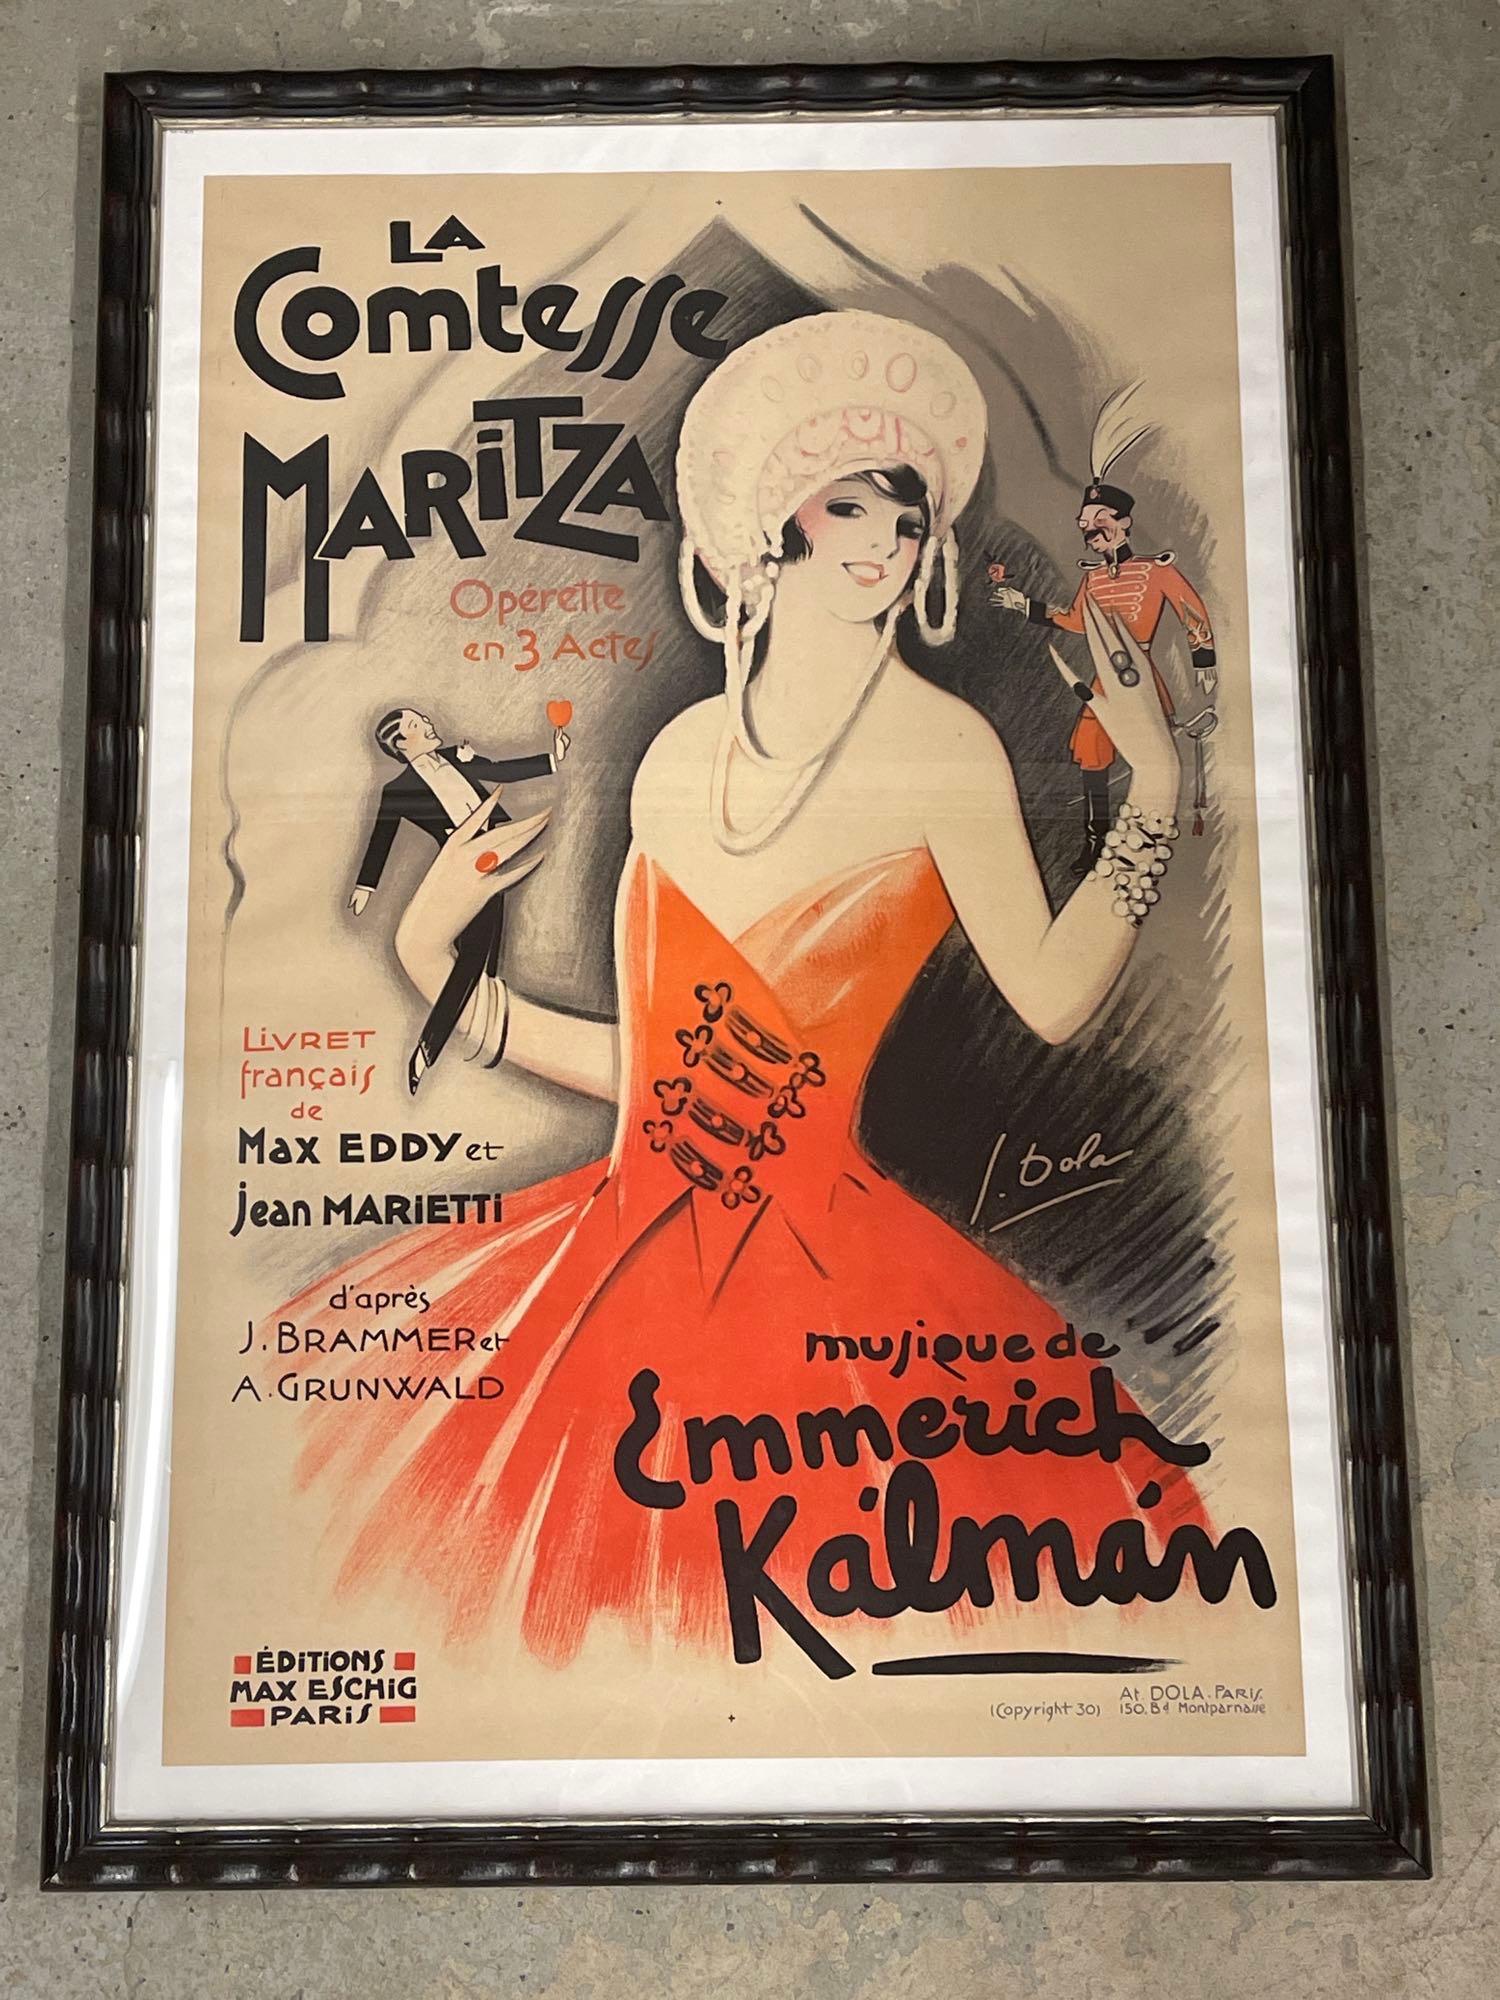 LA
Comtesse
MARITZA
Opérette
en 3 Actes
Livret
français
de
Max EDDY et
Jean MARIETTI
d'après
J. BRAMMER et
A. GRUNWALD
J. Dola
musique de
Emmerich
Kálmán
ÉDITIONS
MAX ESCHIG
PARIS
(Copyright 30)
At. DOLA. PARIS.
150. Bd Montparnasse